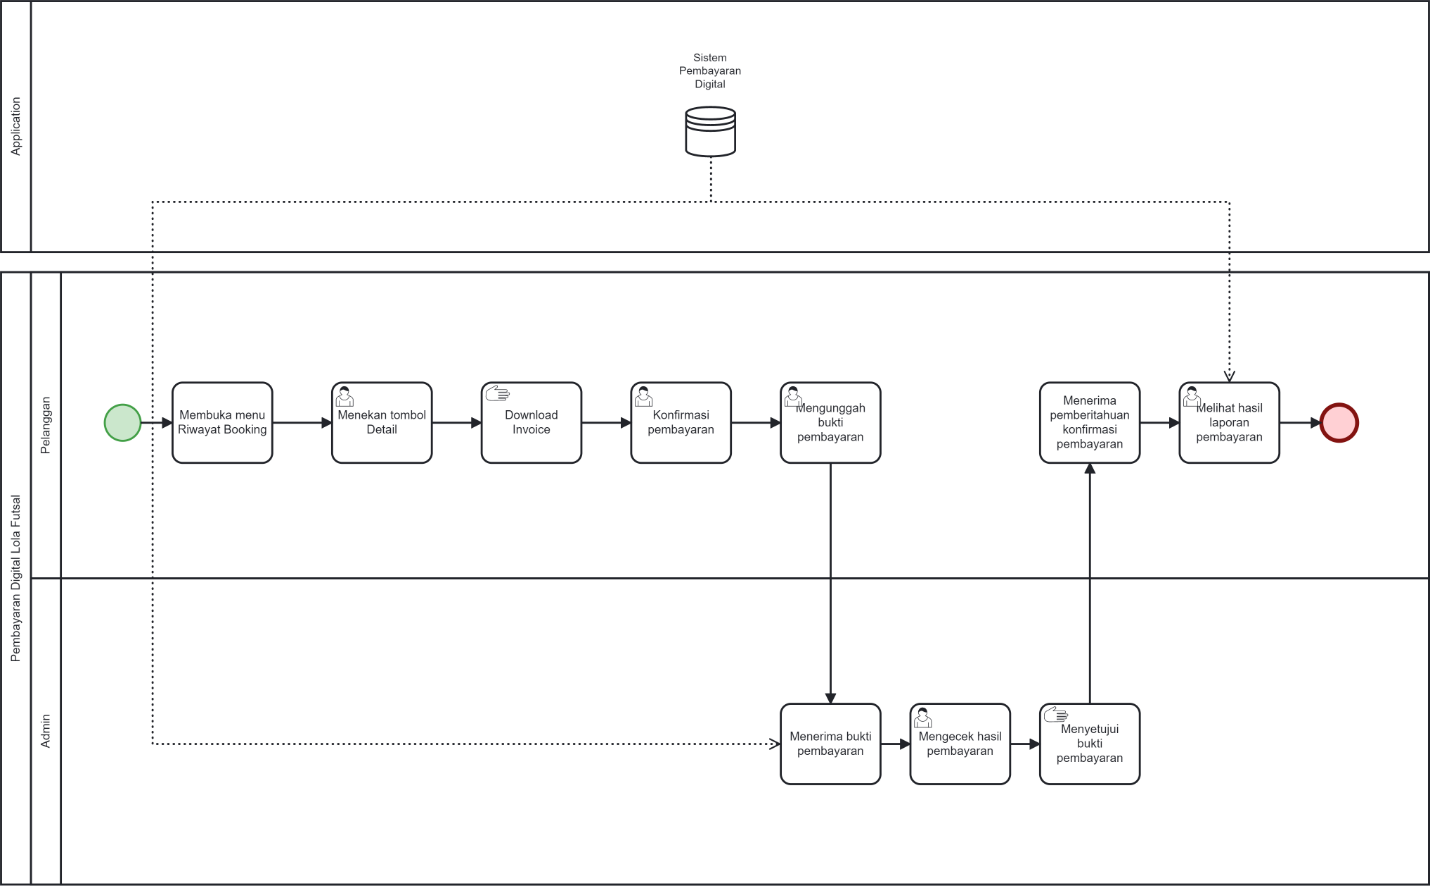 Application
Sistem
Pembayaran
Digital
Pembayaran Digital Lola Futsal
Pelanggan
Membuka menu
Riwayat Booking
Menekan tombol
Detail
Download
Invoice
Konfirmasi
pembayaran
Mengunggah
bukti
pembayaran
Menerima
pemberitahuan
konfirmasi
pembayaran
Melihat hasil
laporan
pembayaran
Admin
Menerima bukti
pembayaran
Mengecek hasil
pembayaran
Menyetujui
bukti
pembayaran